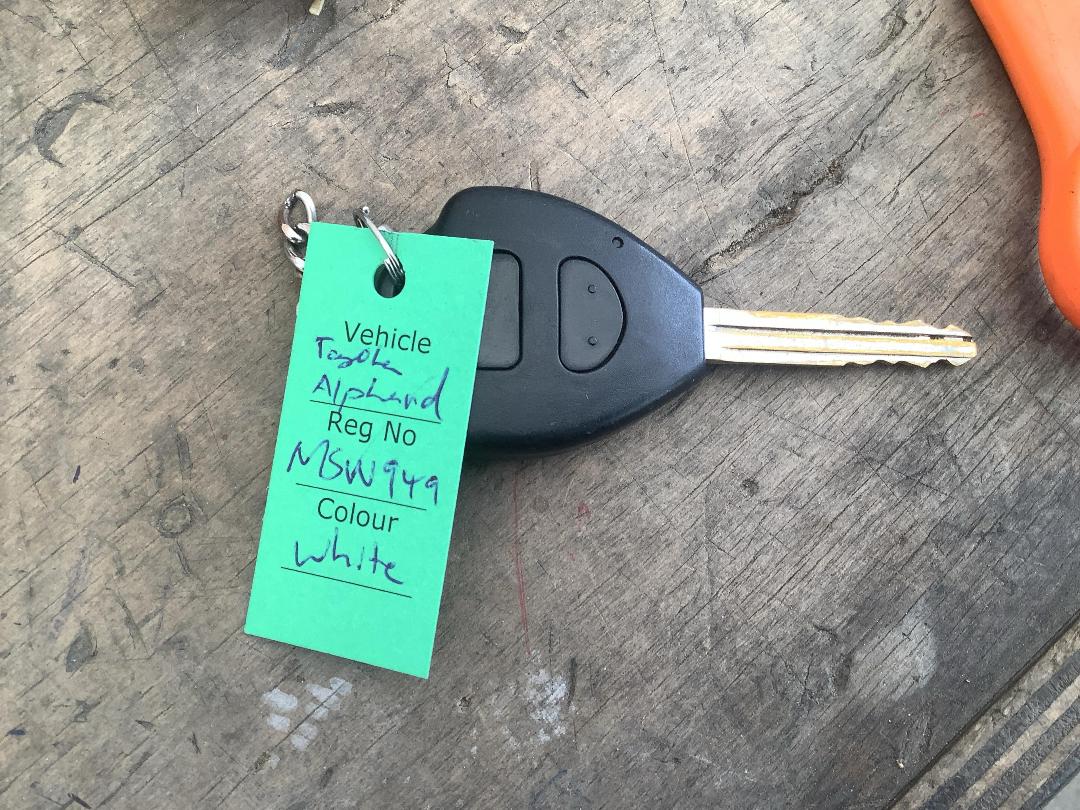 Vehicle
Toyota
Alphard
Reg No
MSW949
Colour
White